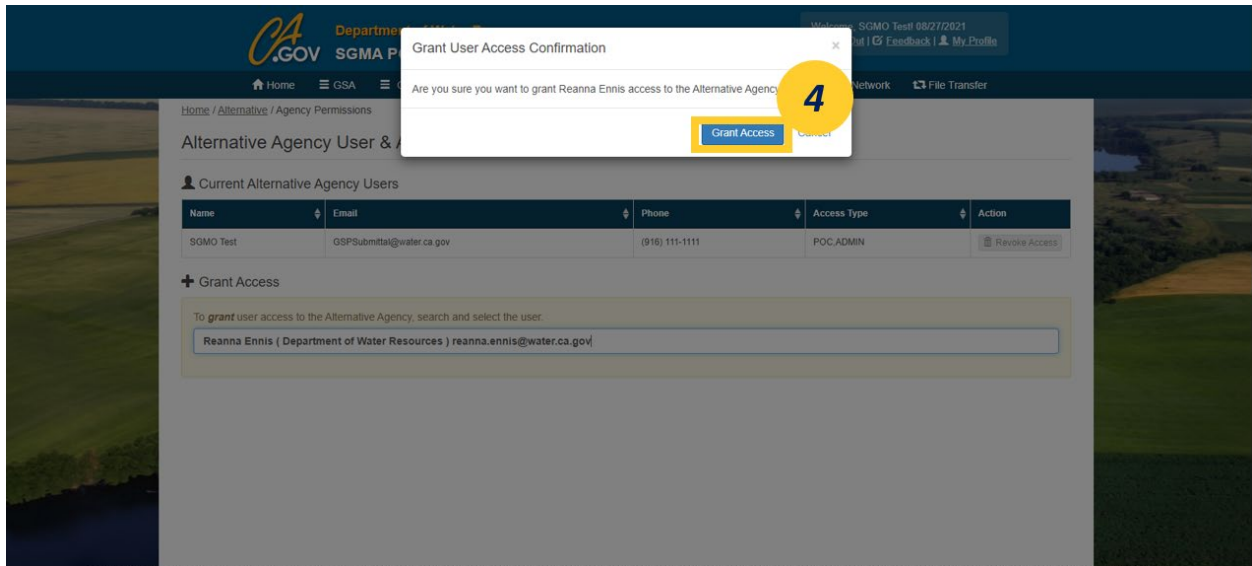 CA
.GOV
Departme
SGMA P
Welcome, SGMO Test! 08/27/2021
Out | Feedback | My Profile
Home GSA Network File Transfer
Grant User Access Confirmation ×
Are you sure you want to grant Reanna Ennis access to the Alternative Agency
4
Grant Access Cancel
Home / Alternative / Agency Permissions
Alternative Agency User & A
Current Alternative Agency Users
Name Email Phone Access Type Action
SGMO Test GSPSubmittal@water.ca.gov (916) 111-1111 POC,ADMIN Revoke Access
Grant Access
To grant user access to the Alternative Agency, search and select the user.
Reanna Ennis ( Department of Water Resources ) reanna.ennis@water.ca.gov